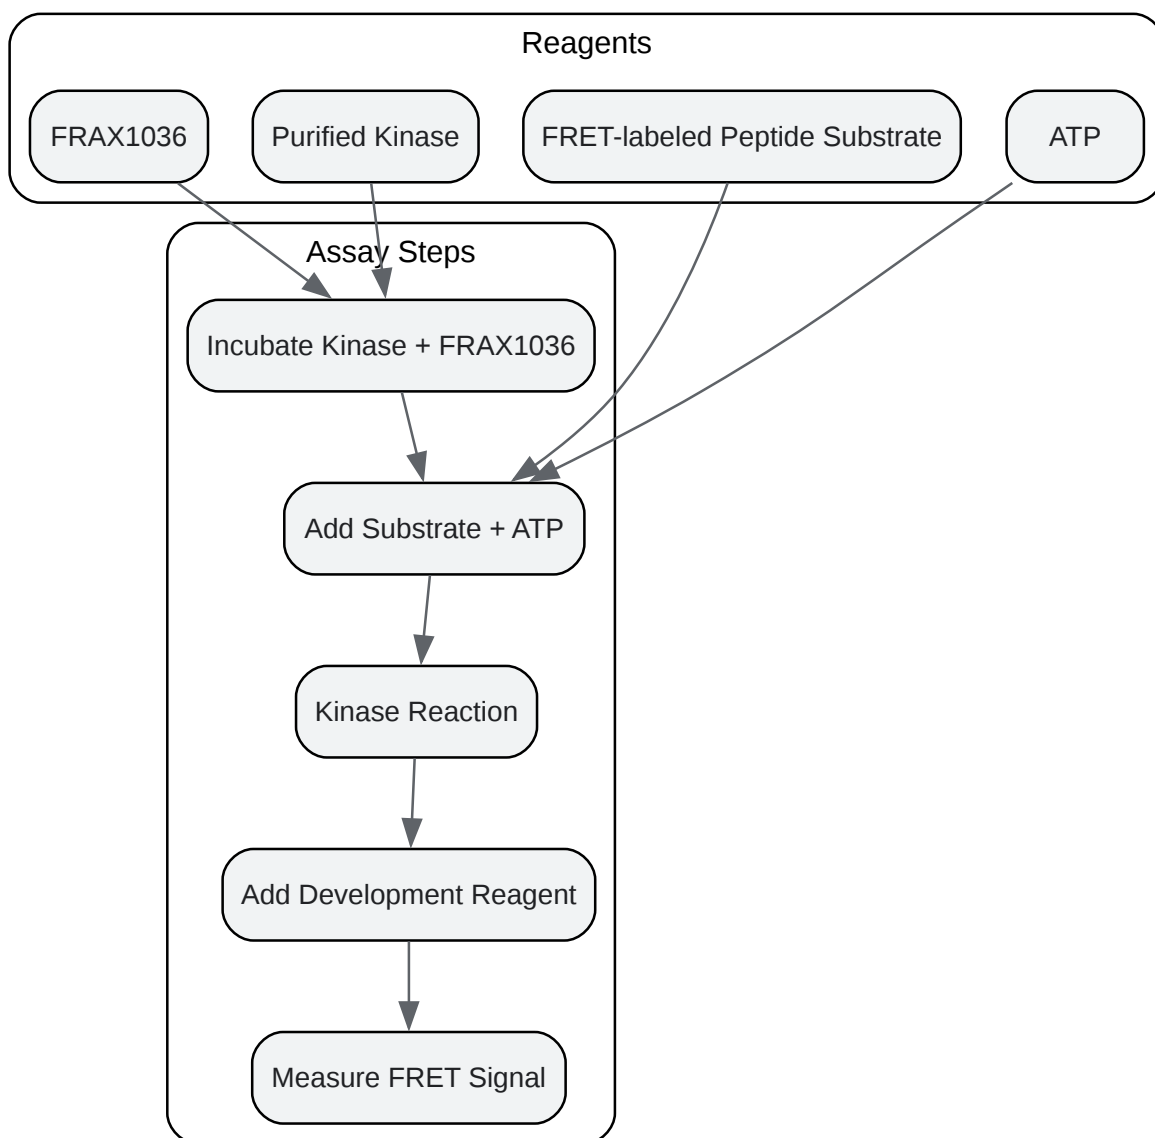 Reagents
FRAX1036
Purified Kinase
FRET-labeled Peptide Substrate
ATP
Assay Steps
Incubate Kinase + FRAX1036
Add Substrate + ATP
Kinase Reaction
Add Development Reagent
Measure FRET Signal